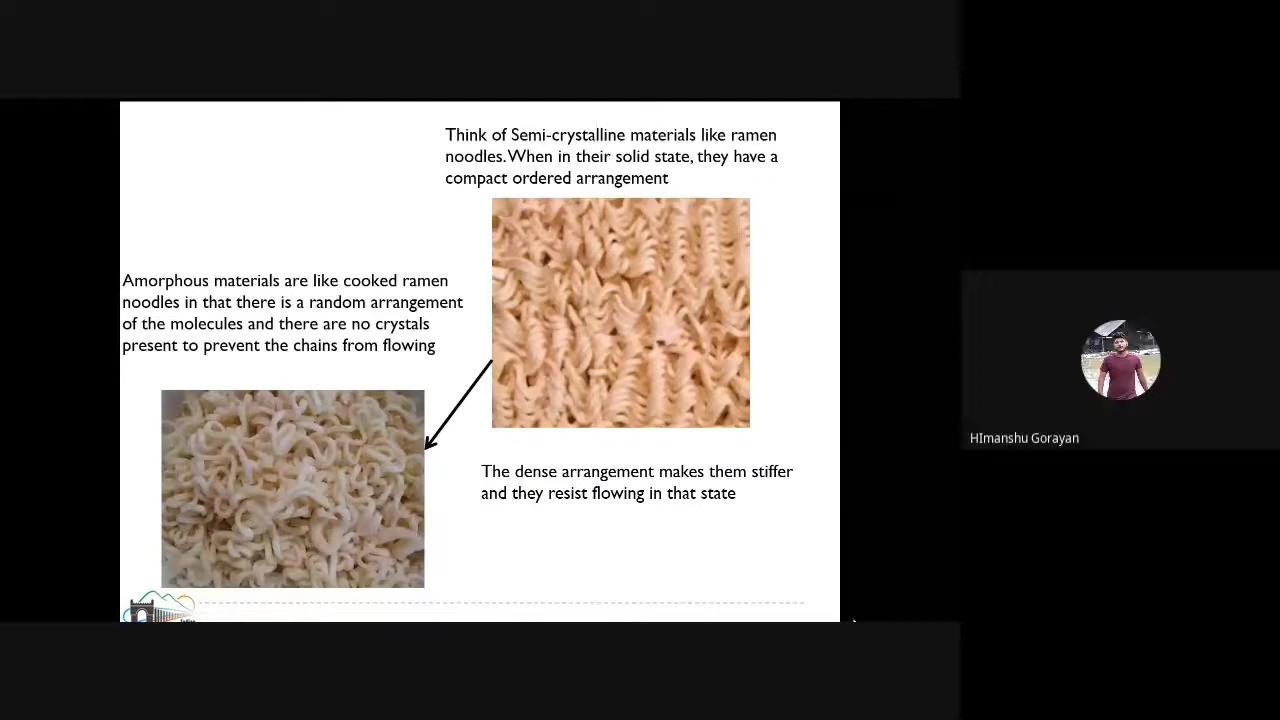 Think of Semi-crystalline materials like ramen
noodles. When in their solid state, they have a
compact ordered arrangement
Amorphous materials are like cooked ramen
noodles in that there is a random arrangement
of the molecules and there are no crystals
present to prevent the chains from flowing
The dense arrangement makes them stiffer
and they resist flowing in that state
HImanshu Gorayan